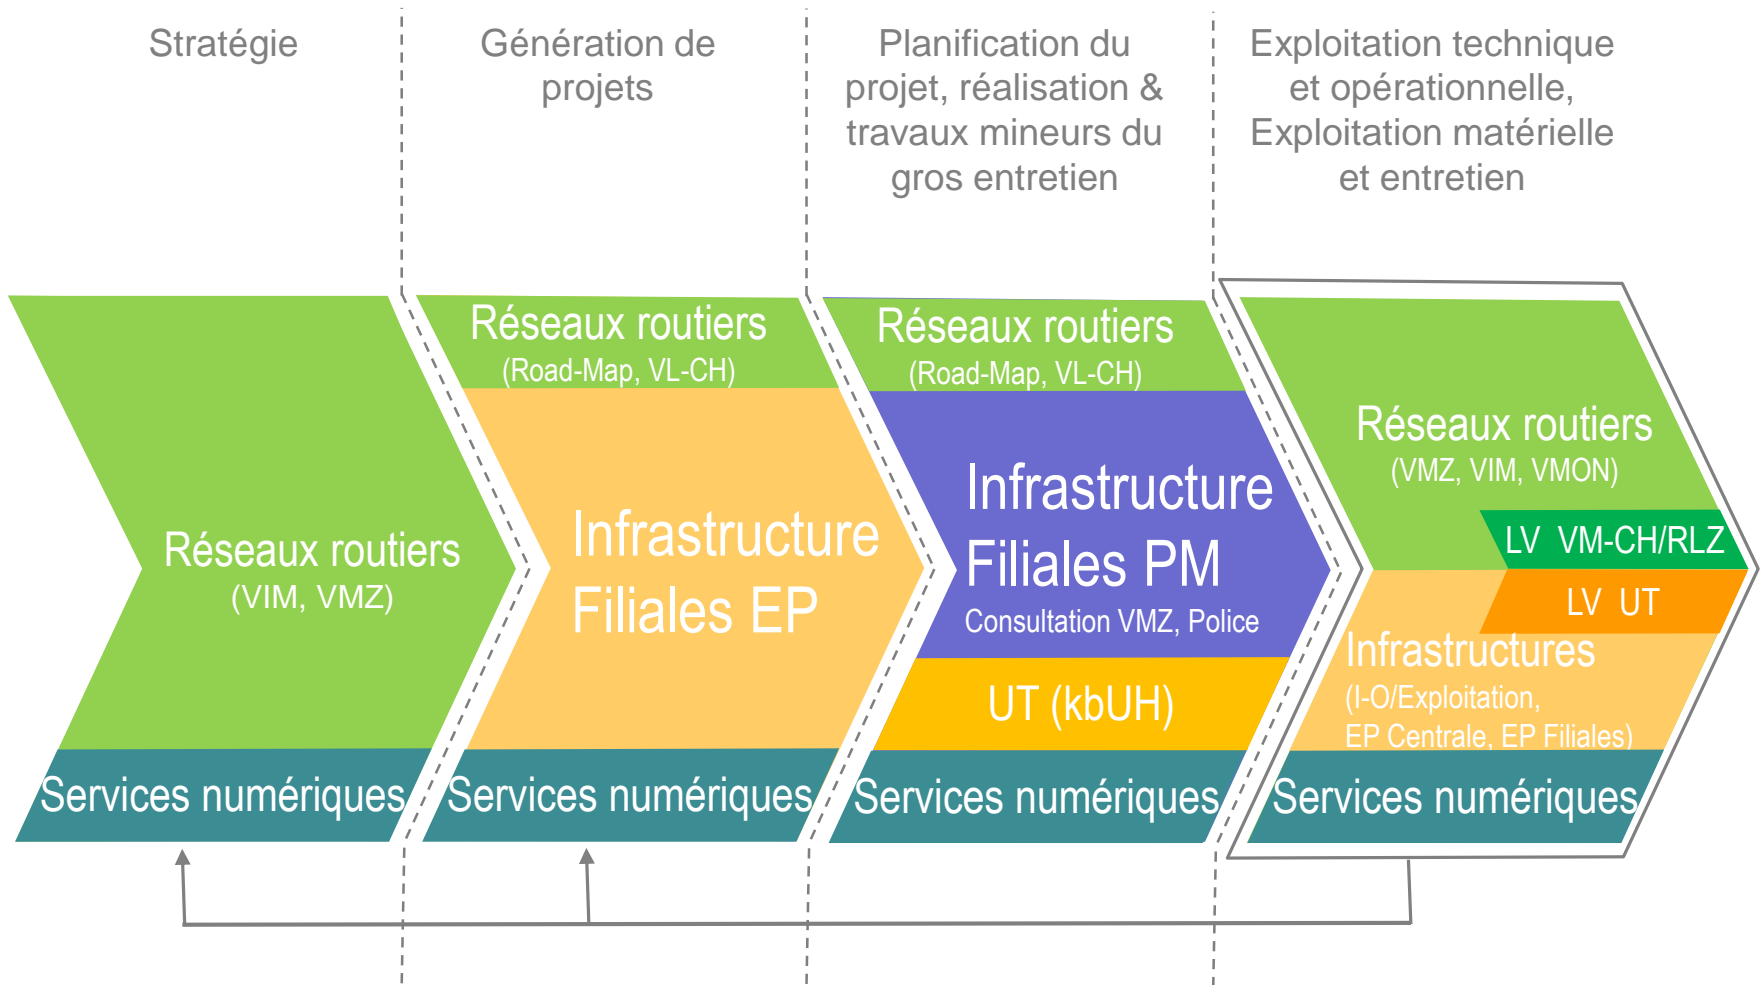 Stratégie
Génération de
projets
Planification du
projet, réalisation &
travaux mineurs du
gros entretien
Exploitation technique
et opérationnelle,
Exploitation matérielle
et entretien
Réseaux routiers
(VIM, VMZ)
Services numériques
Réseaux routiers
(Road-Map, VL-CH)
Infrastructure
Filiales EP
Services numériques
Réseaux routiers
(Road-Map, VL-CH)
Infrastructure
Filiales PM
Consultation VMZ, Police
UT (kbUH)
Services numériques
Réseaux routiers
(VMZ, VIM, VMON)
LV VM-CH/RLZ
LV UT
Infrastructures
(I-O/Exploitation,
EP Centrale, EP Filiales)
Services numériques